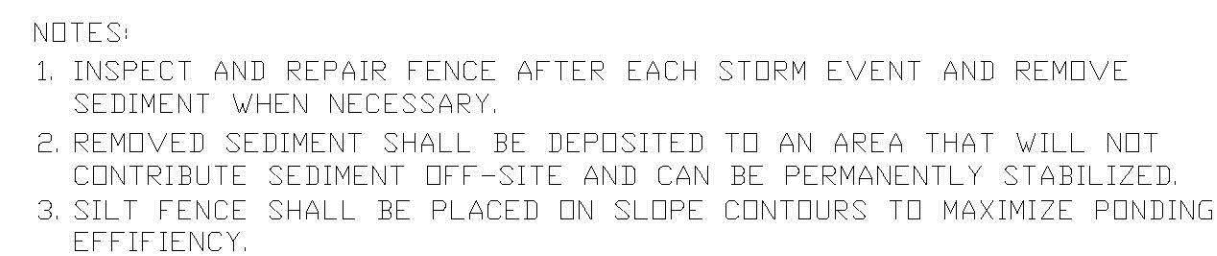 NOTES:
1. INSPECT AND REPAIR FENCE AFTER EACH STORM EVENT AND REMOVE
SEDIMENT WHEN NECESSARY.
2. REMOVED SEDIMENT SHALL BE DEPOSITED TO AN AREA THAT WILL NOT
CONTRIBUTE SEDIMENT OFF-SITE AND CAN BE PERMANENTLY STABILIZED.
3. SILT FENCE SHALL BE PLACED ON SLOPE CONTOURS TO MAXIMIZE PONDING
EFFIFIENCY.